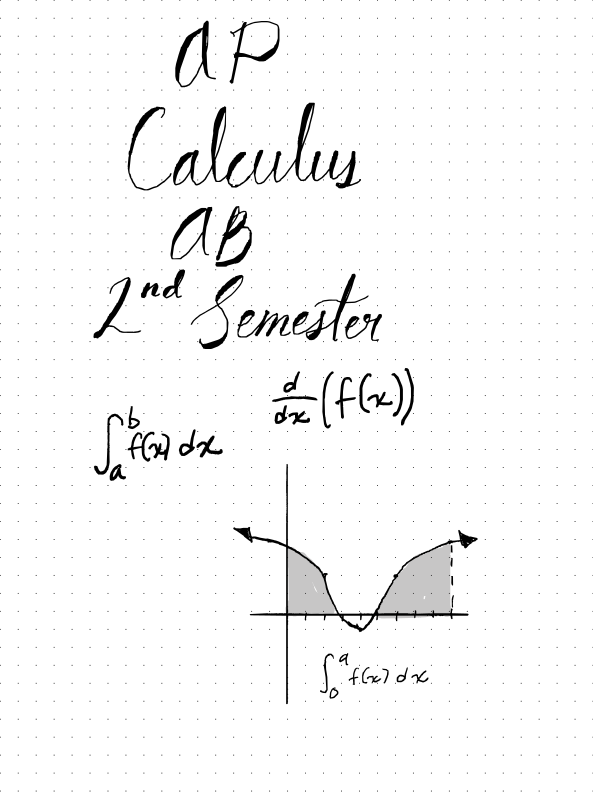 AP
Calculus
AB
2nd Semester
d/dx (f(x))
∫_a^b f(x) dx
∫_0^a f(x) dx